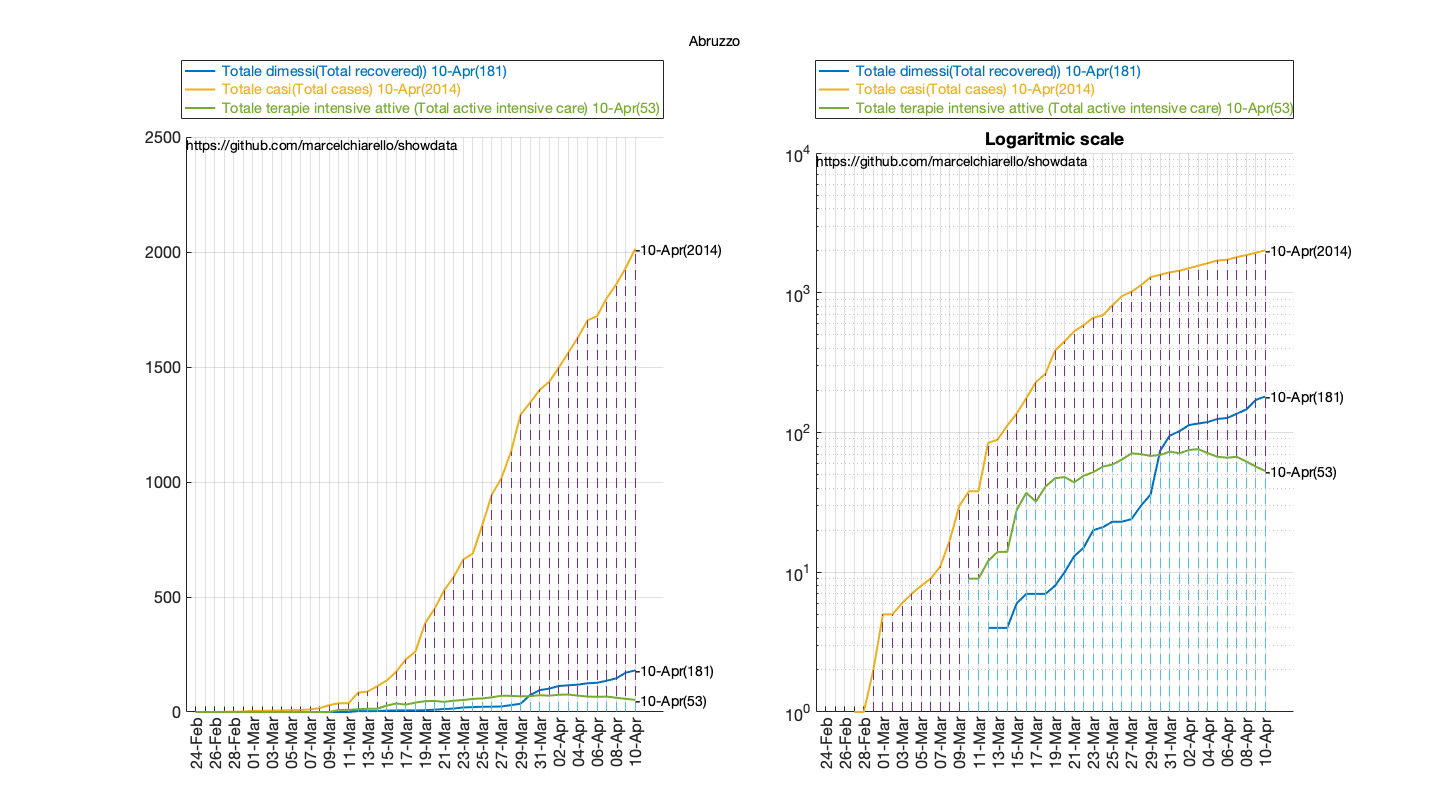 Abruzzo
Totale dimessi(Total recovered)) 10-Apr(181)
Totale casi(Total cases) 10-Apr(2014)
Totale terapie intensive attive (Total active intensive care) 10-Apr(53)
2500
https://github.com/marcelchiarello/showdata
2000
1500
1000
500
0
10-Apr(2014)
10-Apr(181)
10-Apr(53)
24-Feb
26-Feb
28-Feb
01-Mar
03-Mar
05-Mar
07-Mar
09-Mar
11-Mar
13-Mar
15-Mar
17-Mar
19-Mar
21-Mar
23-Mar
25-Mar
27-Mar
29-Mar
31-Mar
02-Apr
04-Apr
06-Apr
08-Apr
10-Apr
Totale dimessi(Total recovered)) 10-Apr(181)
Totale casi(Total cases) 10-Apr(2014)
Totale terapie intensive attive (Total active intensive care) 10-Apr(53)
Logaritmic scale
10^4
https://github.com/marcelchiarello/showdata
10^3
10^2
10^1
10^0
10-Apr(2014)
10-Apr(181)
10-Apr(53)
24-Feb
26-Feb
28-Feb
01-Mar
03-Mar
05-Mar
07-Mar
09-Mar
11-Mar
13-Mar
15-Mar
17-Mar
19-Mar
21-Mar
23-Mar
25-Mar
27-Mar
29-Mar
31-Mar
02-Apr
04-Apr
06-Apr
08-Apr
10-Apr